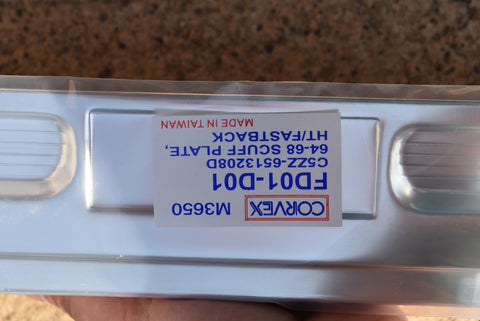 CORVEX M3650
FD01-D01
C5ZZ-6513208D
64-68 SCUFF PLATE,
HT/FASTBACK
MADE IN TAIWAN